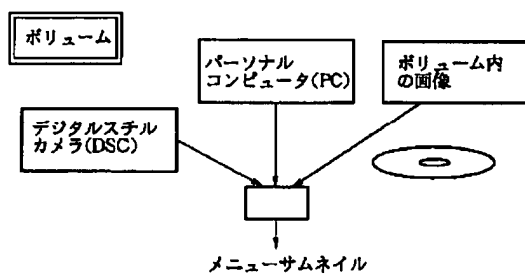 ボリューム
パーソナル
コンピュータ(PC)
ボリューム内
の画像
デジタルスチル
カメラ(DSC)
メニューサムネイル